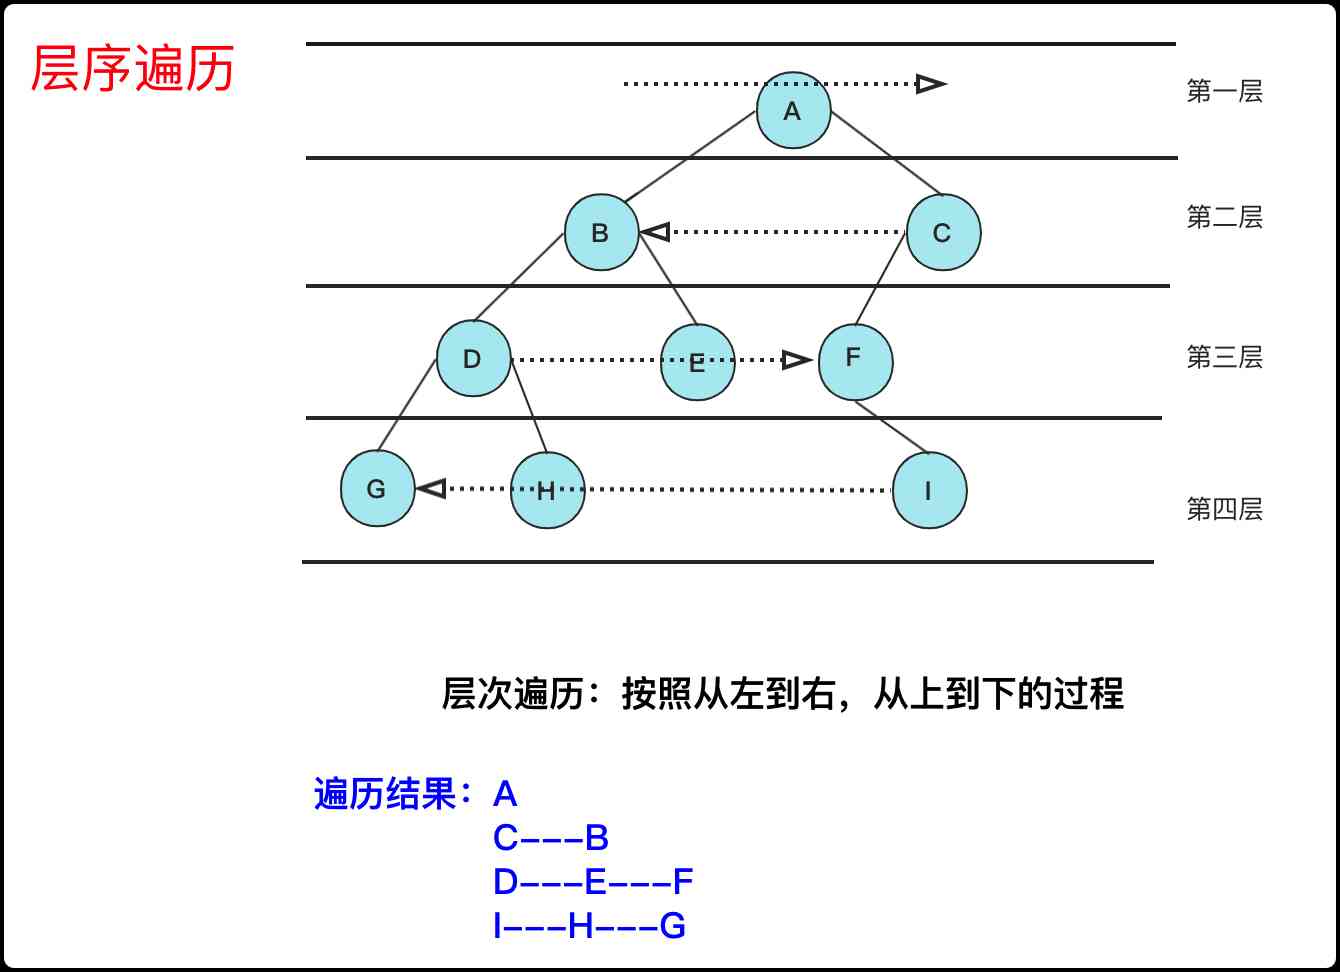 层序遍历
第一层
A
第二层
B
C
第三层
D
E
F
第四层
G
H
I
层次遍历：按照从左到右，从上到下的过程
遍历结果：A
C---B
D---E---F
I---H---G